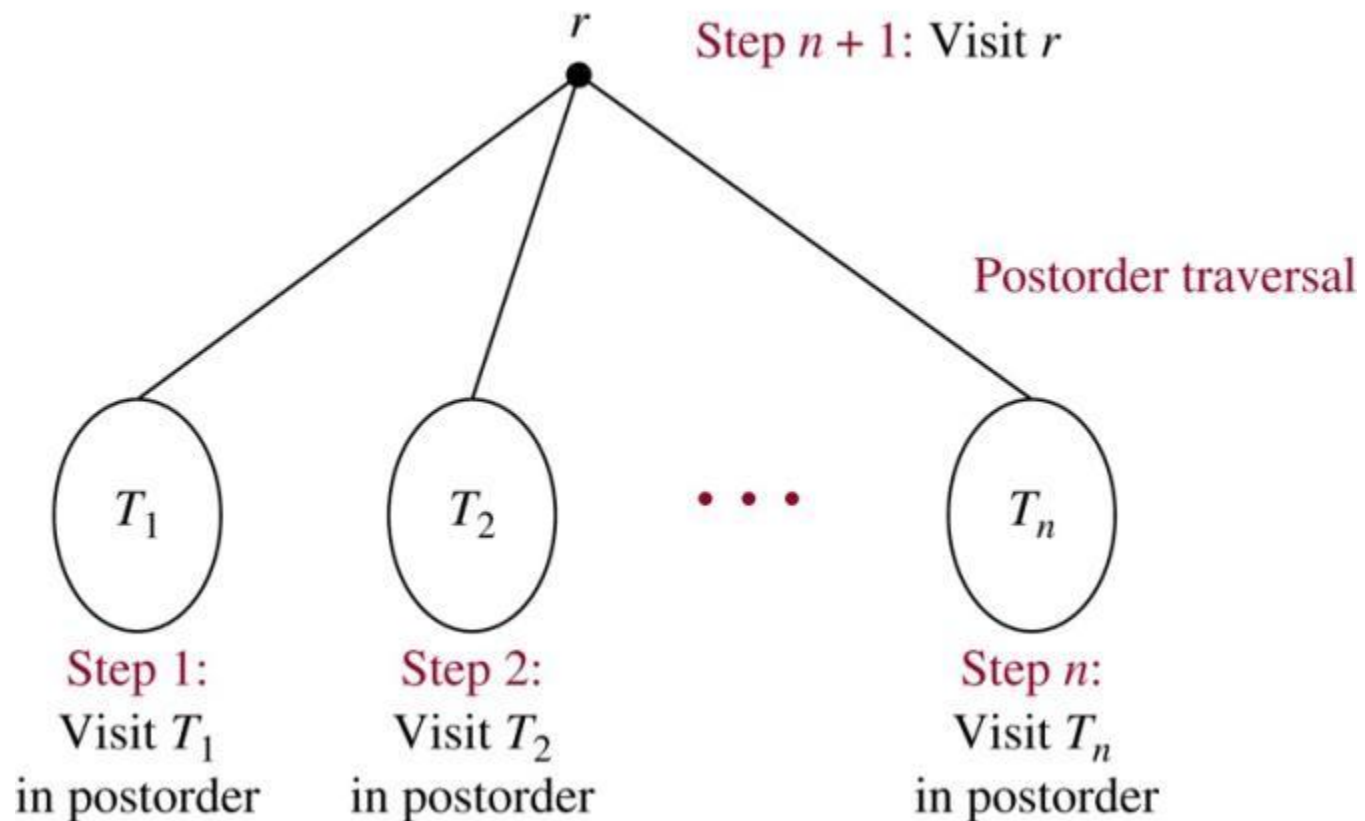 r
Step n + 1: Visit r
Postorder traversal
T₁
T₂
• • •
Tₙ
Step 1:
Visit T₁
in postorder
Step 2:
Visit T₂
in postorder
Step n:
Visit Tₙ
in postorder